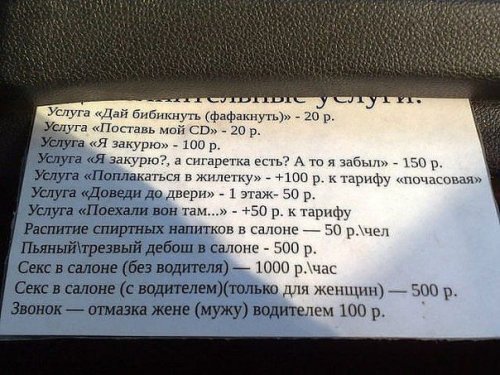 услуги:
Услуга «Дай бибикнуть (фафакнуть)» - 20 р.
Услуга «Поставь мой CD» - 20 р.
Услуга «Я закурю» - 100 р.
Услуга «Я закурю?, а сигаретка есть? А то я забыл» - 150 р.
Услуга «Поплакаться в жилетку» - +100 р. к тарифу «почасовая»
Услуга «Доведи до двери» - 1 этаж- 50 р.
Услуга «Поехали вон там...» - +50 р. к тарифу
Распитие спиртных напитков в салоне — 50 р.\чел
Пьяный\трезвый дебош в салоне - 500 р.
Секс в салоне (без водителя) — 1000 р.\час
Секс в салоне (с водителем)(только для женщин) — 500 р.
Звонок — отмазка жене (мужу) водителем 100 р.